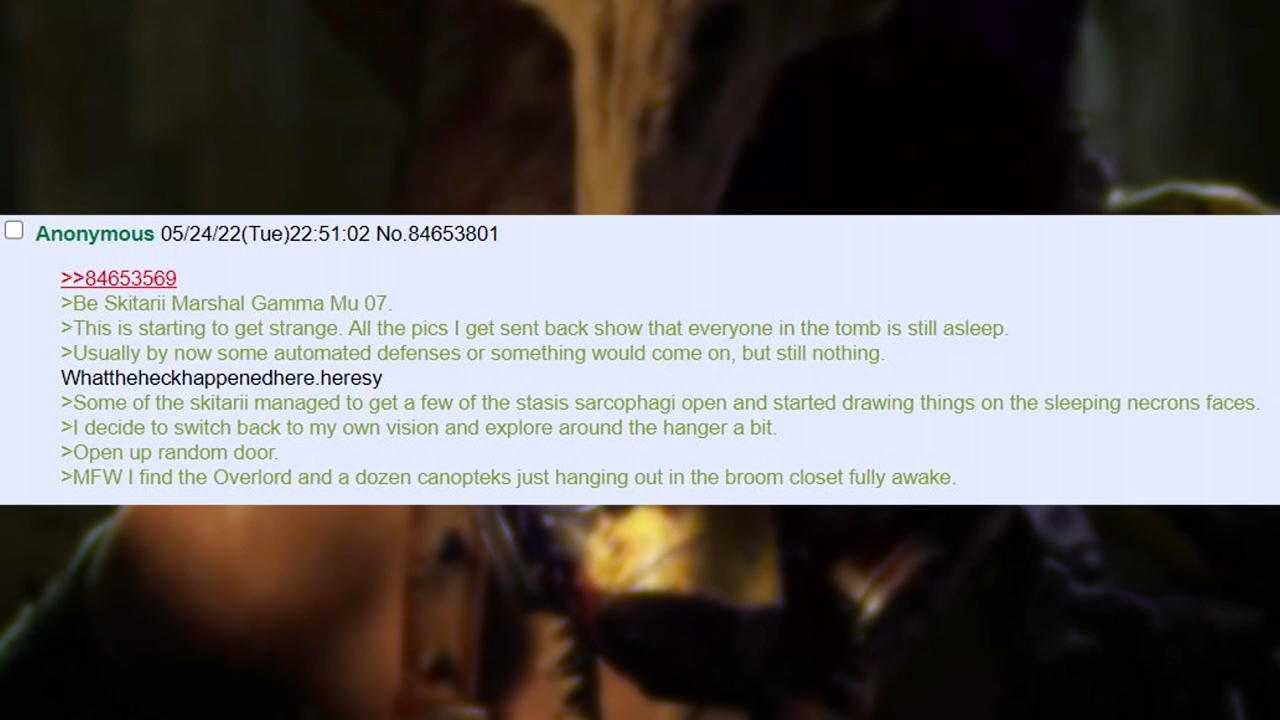 Anonymous 05/24/22(Tue)22:51:02 No.84653801
>>84653569
>Be Skitarii Marshal Gamma Mu 07.
>This is starting to get strange. All the pics I get sent back show that everyone in the tomb is still asleep.
>Usually by now some automated defenses or something would come on, but still nothing.
Whattheheckhappenedhere.heresy
>Some of the skitarii managed to get a few of the stasis sarcophagi open and started drawing things on the sleeping necrons faces.
>I decide to switch back to my own vision and explore around the hanger a bit.
>Open up random door.
>MFW I find the Overlord and a dozen canopteks just hanging out in the broom closet fully awake.